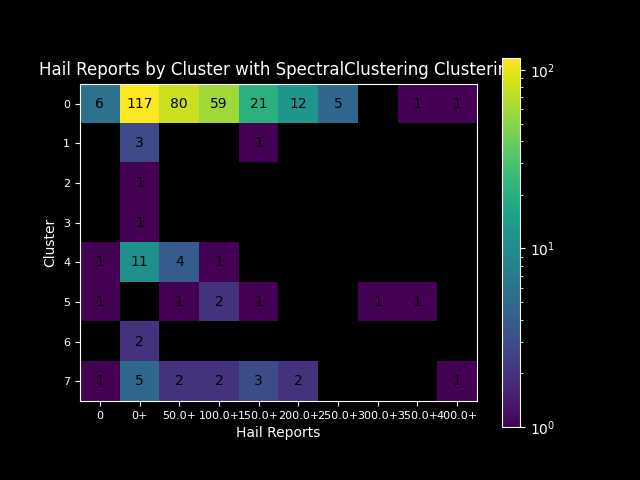 Hail Reports by Cluster with SpectralClustering Clusterin
0 6 117 80 59 21 12 5 1 1
1 3 1
2 1
3 1
4 1 11 4 1
5 1 1 2 1 1 1
6 2
7 1 5 2 2 3 2 1
0 0+ 50.0+ 100.0+ 150.0+ 200.0+ 250.0+ 300.0+ 350.0+ 400.0+
Hail Reports
Cluster
10²
10¹
10⁰